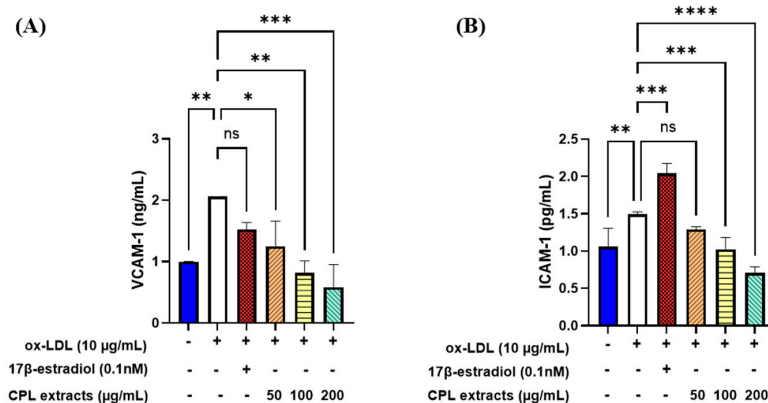 (A)
***
**
** *
ns
3
2
1
0
VCAM-1 (ng/mL)
ox-LDL (10 µg/mL) - + + + + +
17β-estradiol (0.1nM) - - + - - -
CPL extracts (µg/mL) - - - 50 100 200
(B)
****
***
***
** ns
2.5
2.0
1.5
1.0
0.5
0.0
ICAM-1 (pg/mL)
ox-LDL (10 µg/mL) - + + + + +
17β-estradiol (0.1nM) - - + - - -
CPL extracts (µg/mL) - - - 50 100 200